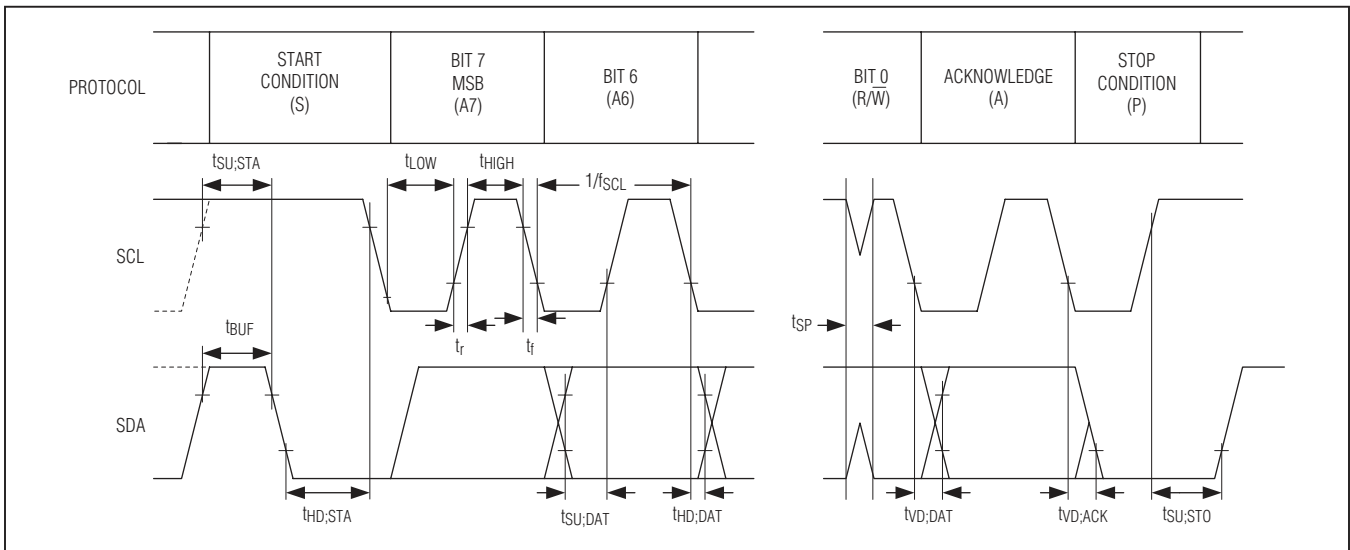 PROTOCOL
START
CONDITION
(S)
BIT 7
MSB
(A7)
BIT 6
(A6)
BIT 0
(R/W̅)
ACKNOWLEDGE
(A)
STOP
CONDITION
(P)
tSU;STA
tLOW
tHIGH
1/fSCL
SCL
tBUF
tr
tf
tSP
SDA
tHD;STA
tSU;DAT
tHD;DAT
tVD;DAT
tVD;ACK
tSU;STO